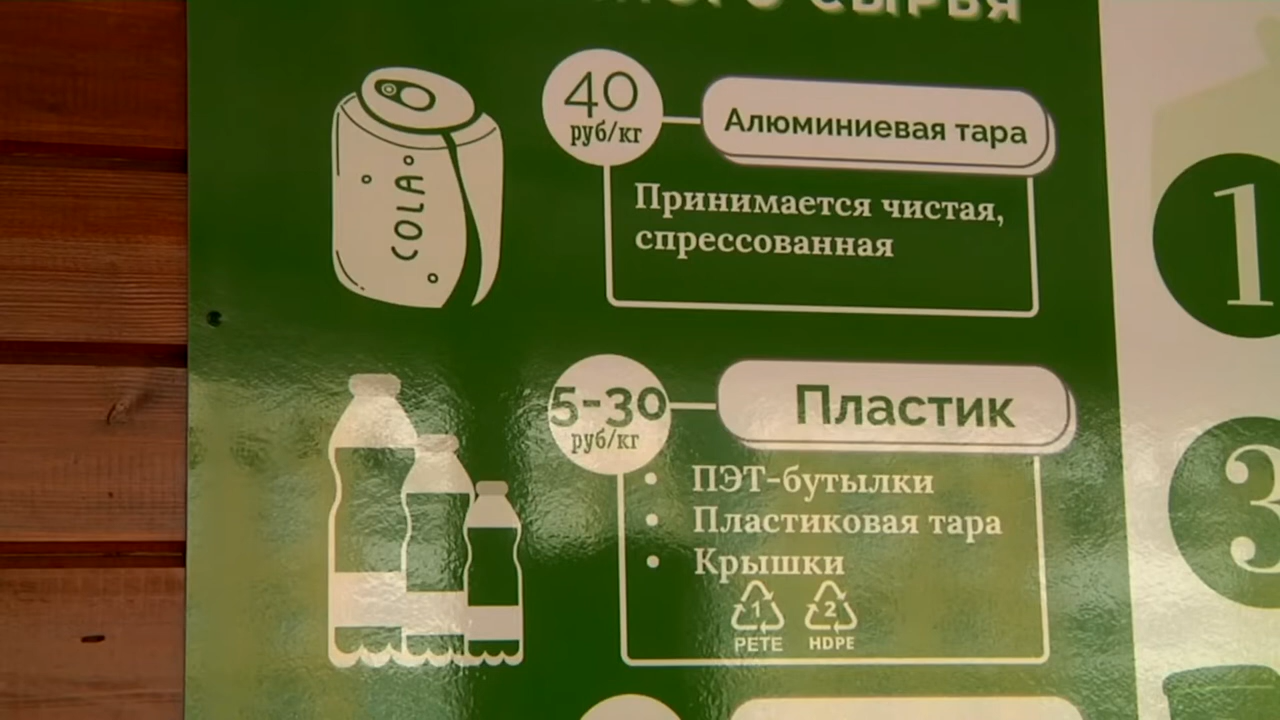 СЫРЬЯ
40
руб/кг
Алюминиевая тара
Принимается чистая,
спрессованная
COLA
1
5-30
руб/кг
Пластик
• ПЭТ-бутылки
• Пластиковая тара
• Крышки
1 2
PETE HDPE
3